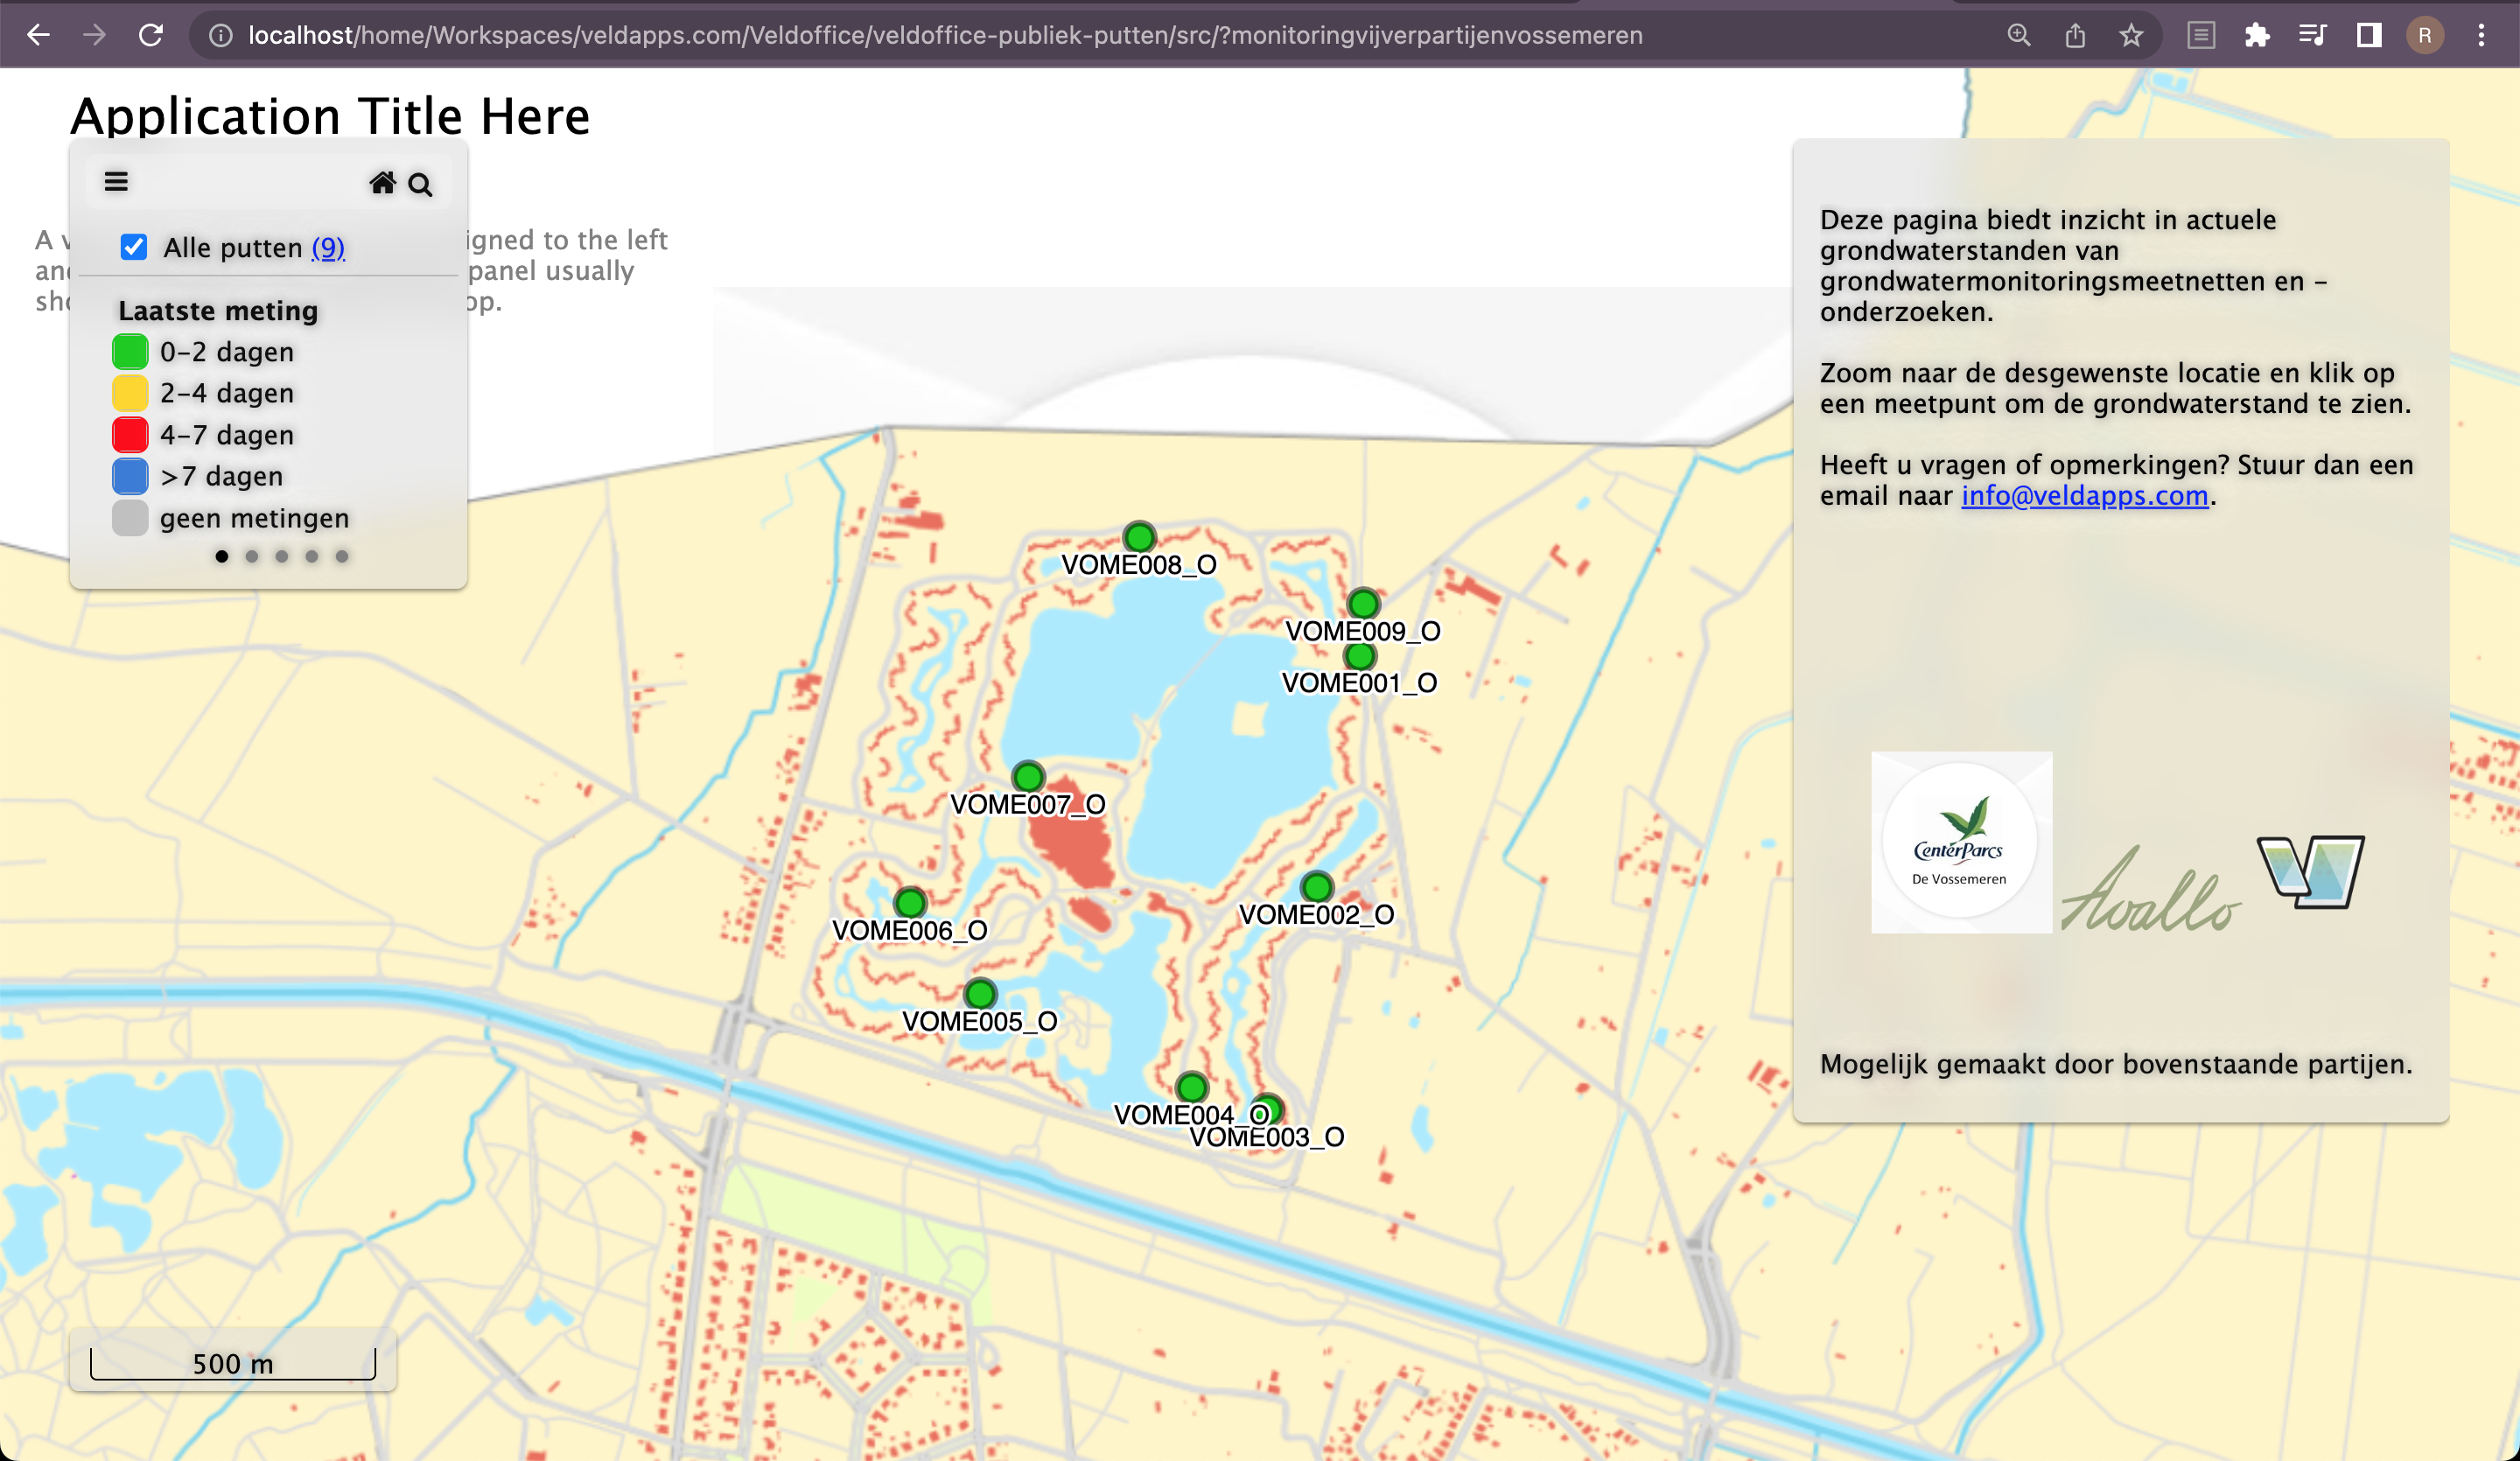 localhost/home/Workspaces/veldapps.com/Veldoffice/veldoffice-publiek-putten/src/?monitoringvijverpartijenvossemeren
R
Application Title Here
Alle putten (9)
igned to the left
panel usually
op.
Laatste meting
0-2 dagen
2-4 dagen
4-7 dagen
>7 dagen
geen metingen
VOME008_O
VOME009_O
VOME001_O
VOME007_O
VOME002_O
VOME006_O
VOME005_O
VOME004_O
VOME003_O
500 m
Deze pagina biedt inzicht in actuele
grondwaterstanden van
grondwatermonitoringsmeetnetten en -
onderzoeken.
Zoom naar de desgewenste locatie en klik op
een meetpunt om de grondwaterstand te zien.
Heeft u vragen of opmerkingen? Stuur dan een
email naar info@veldapps.com.
CenterParcs
De Vossemeren
Avallo
Mogelijk gemaakt door bovenstaande partijen.